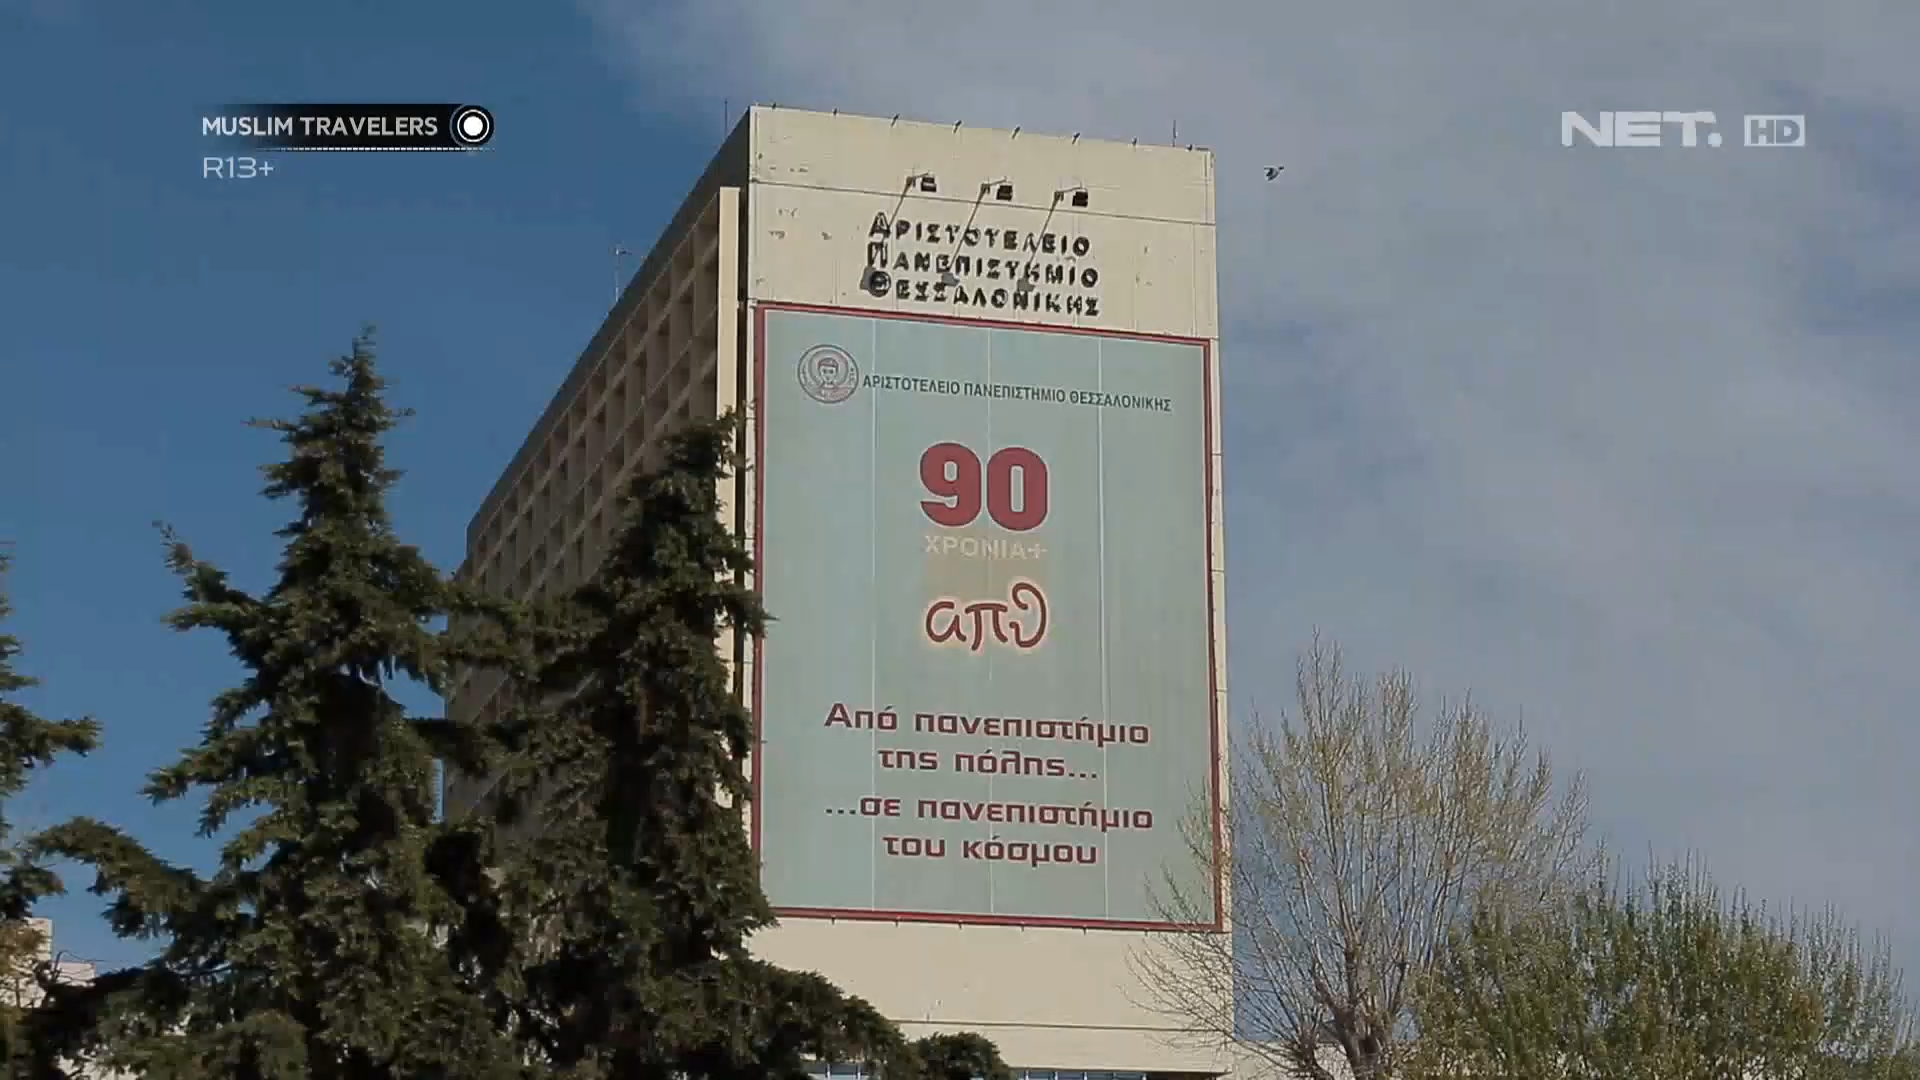 MUSLIM TRAVELERS
R13+
NET. HD
ΑΡΙΣΤΟΤΕΛΕΙΟ
ΠΑΝΕΠΙΣΤΗΜΙΟ
ΘΕΣΣΑΛΟΝΙΚΗΣ
ΑΡΙΣΤΟΤΕΛΕΙΟ ΠΑΝΕΠΙΣΤΗΜΙΟ ΘΕΣΣΑΛΟΝΙΚΗΣ
90
ΧΡΟΝΙΑ+
απθ
Από πανεπιστήμιο
της πόλης...
...σε πανεπιστήμιο
του κόσμου